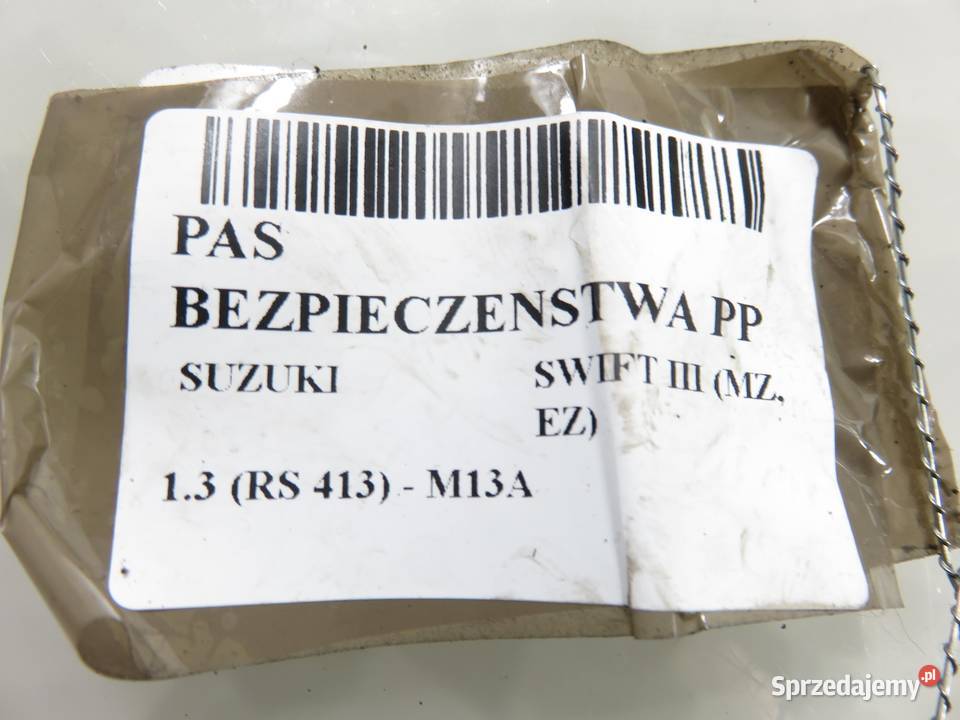 PAS
BEZPIECZENSTWA PP
SUZUKI SWIFT III (MZ,
EZ)
1.3 (RS 413) - M13A
Sprzedajemy.pl